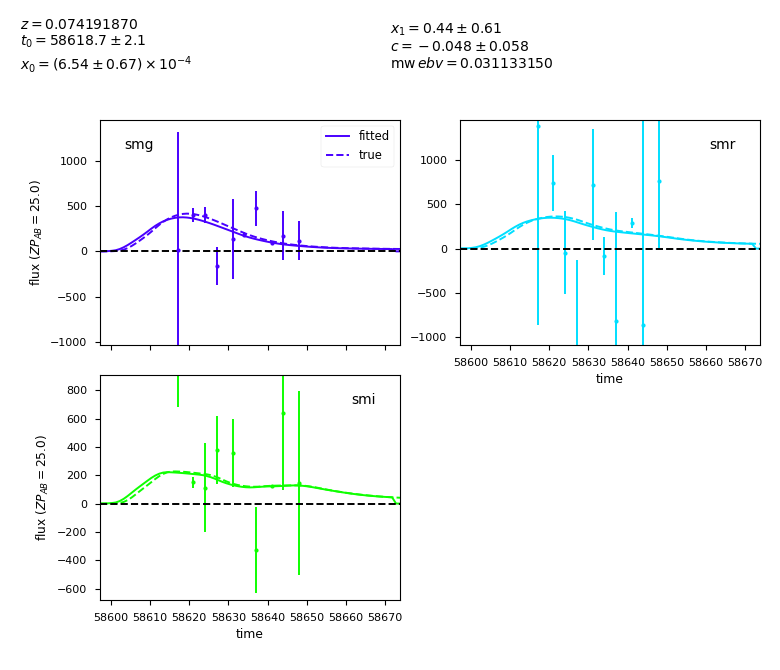 z = 0.074191870
t₀ = 58618.7 ± 2.1
x₀ = (6.54 ± 0.67) × 10⁻⁴
x₁ = 0.44 ± 0.61
c = −0.048 ± 0.058
mw ebv = 0.031133150
smg
fitted
true
1000
500
0
−500
−1000
flux (ZP_AB = 25.0)
smr
1000
500
0
−500
−1000
58600 58610 58620 58630 58640 58650 58660 58670
time
smi
800
600
400
200
0
−200
−400
−600
flux (ZP_AB = 25.0)
58600 58610 58620 58630 58640 58650 58660 58670
time